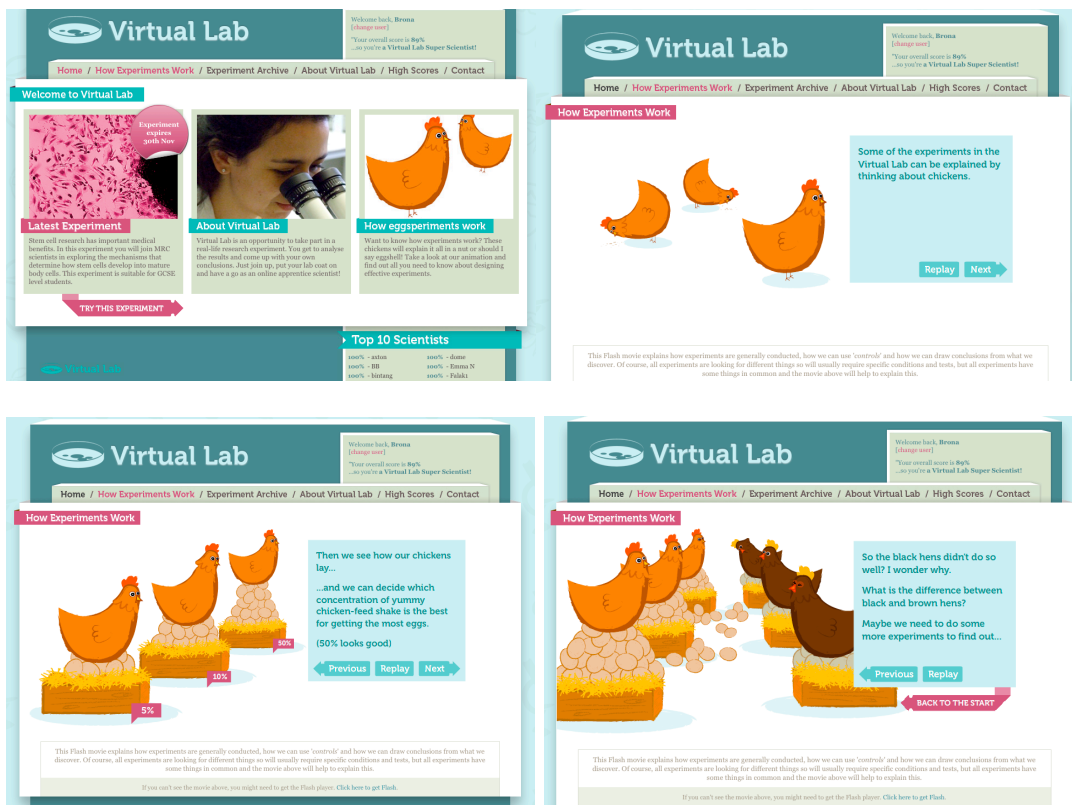 Virtual Lab
Welcome back, Brona
[change user]
"Your overall score is 89%
...so you're a Virtual Lab Super Scientist!
Home / How Experiments Work / Experiment Archive / About Virtual Lab / High Scores / Contact
Welcome to Virtual Lab
Experiment
expires
30th Nov
Latest Experiment
Stem cell research has important medical
benefits. In this experiment you will join MRC
scientists in exploring the mechanisms that
determine how stem cells develop into mature
body cells. This experiment is suitable for GCSE
level students.
TRY THIS EXPERIMENT
About Virtual Lab
Virtual Lab is an opportunity to take part in a
real-life research experiment. You get to analyse
the results and come up with your own
conclusions. Just join up, put your lab coat on
and have a go as an online apprentice scientist!
How eggsperiments work
Want to know how experiments work? These
chickens will explain it all in a nut or should I
say eggshell! Take a look at our animation and
find out all you need to know about designing
effective experiments.
Top 10 Scientists
100% - axton
100% - dome
100% - BB
100% - Emma N
100% - bintang
100% - Falak1
Virtual Lab
Virtual Lab
Welcome back, Brona
[change user]
"Your overall score is 89%
...so you're a Virtual Lab Super Scientist!
Home / How Experiments Work / Experiment Archive / About Virtual Lab / High Scores / Contact
How Experiments Work
Some of the experiments in the
Virtual Lab can be explained by
thinking about chickens.
Replay
Next
This Flash movie explains how experiments are generally conducted, how we can use 'controls' and how we can draw conclusions from what we
discover. Of course, all experiments are looking for different things so will usually require specific conditions and tests, but all experiments have
some things in common and the movie above will help to explain this.
Virtual Lab
Welcome back, Brona
[change user]
"Your overall score is 89%
...so you're a Virtual Lab Super Scientist!
Home / How Experiments Work / Experiment Archive / About Virtual Lab / High Scores / Contact
How Experiments Work
Then we see how our chickens
lay...
...and we can decide which
concentration of yummy
chicken-feed shake is the best
for getting the most eggs.
(50% looks good)
50%
10%
5%
Previous
Replay
Next
This Flash movie explains how experiments are generally conducted, how we can use 'controls' and how we can draw conclusions from what we
discover. Of course, all experiments are looking for different things so will usually require specific conditions and tests, but all experiments have
some things in common and the movie above will help to explain this.
If you can't see the movie above, you might need to get the Flash player. Click here to get Flash.
Virtual Lab
Welcome back, Brona
[change user]
"Your overall score is 89%
...so you're a Virtual Lab Super Scientist!
Home / How Experiments Work / Experiment Archive / About Virtual Lab / High Scores / Contact
How Experiments Work
So the black hens didn't do so
well? I wonder why.
What is the difference between
black and brown hens?
Maybe we need to do some
more experiments to find out...
Previous
Replay
BACK TO THE START
This Flash movie explains how experiments are generally conducted, how we can use 'controls' and how we can draw conclusions from what we
discover. Of course, all experiments are looking for different things so will usually require specific conditions and tests, but all experiments have
some things in common and the movie above will help to explain this.
If you can't see the movie above, you might need to get the Flash player. Click here to get Flash.